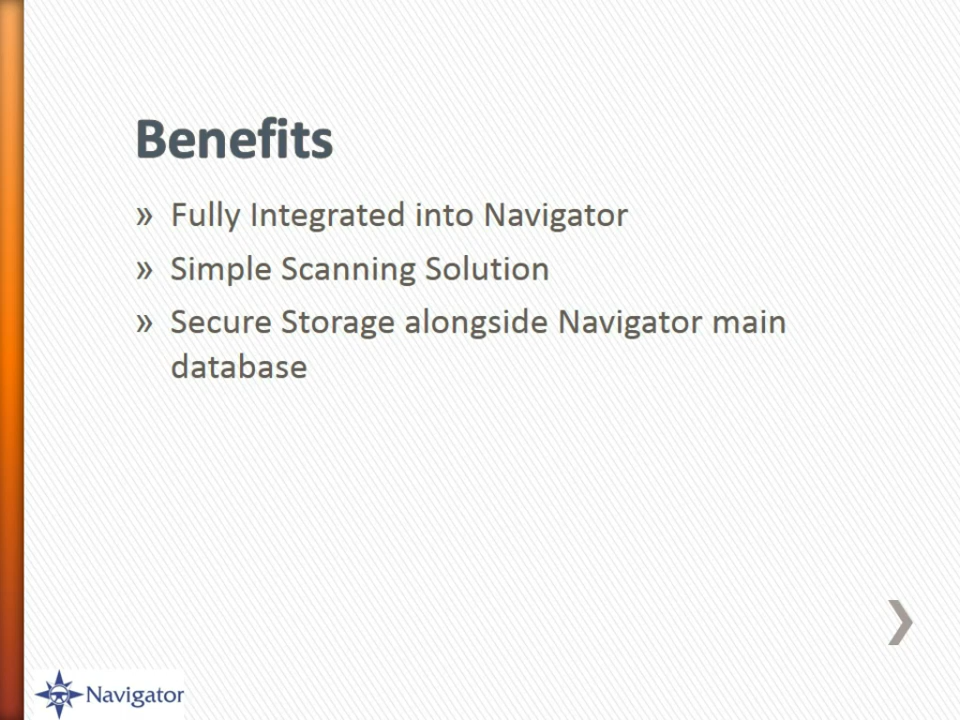 Benefits
» Fully Integrated into Navigator
» Simple Scanning Solution
» Secure Storage alongside Navigator main
database
Navigator